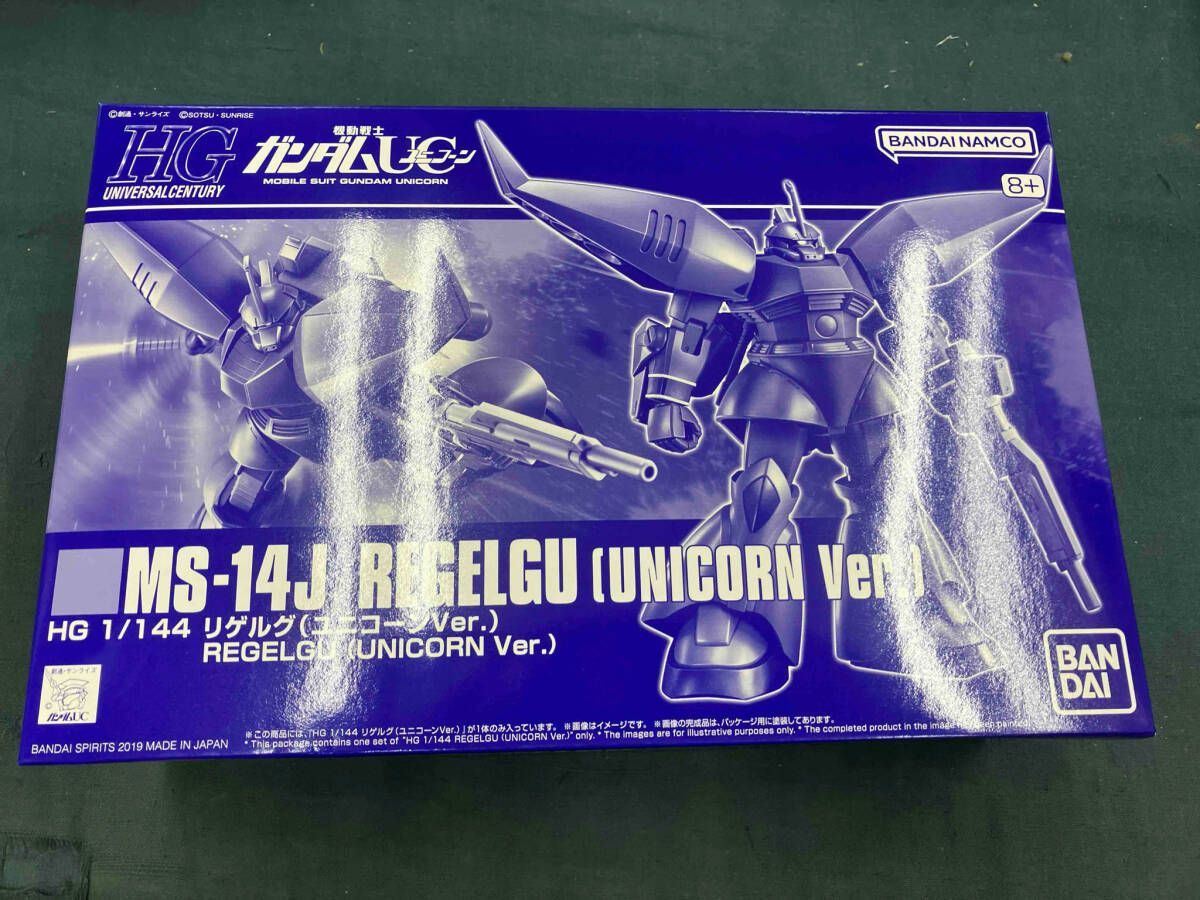 ©創通・サンライズ ©SOTSU・SUNRISE
HG
UNIVERSAL CENTURY
機動戦士
ガンダムUC
ユニコーン
MOBILE SUIT GUNDAM UNICORN
BANDAI NAMCO
8+
MS-14J REGELGU (UNICORN Ver.)
HG 1/144 リゲルグ(ユニコーンVer.)
REGELGU (UNICORN Ver.)
創通・サンライズ
ガンダムUC
BAN
DAI
※この商品には、「HG 1/144 リゲルグ(ユニコーンVer.)」が1体のみ入っています。 ※画像はイメージです。 ※画像の完成品は、パッケージ用に塗装してあります。
* This package contains one set of "HG 1/144 REGELGU (UNICORN Ver.)" only. * The images are for illustrative purposes only. * The completed product in the image has been painted
BANDAI SPIRITS 2019 MADE IN JAPAN